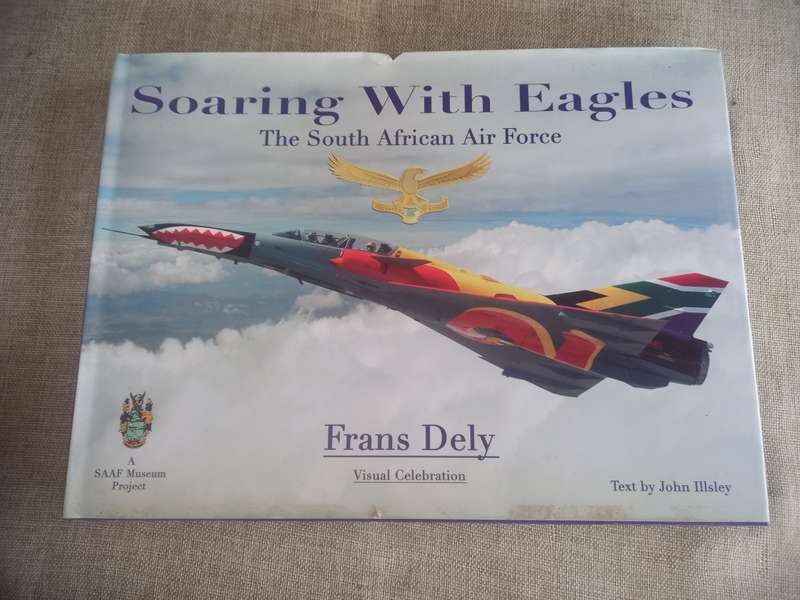 Soaring With Eagles
The South African Air Force
Frans Dely
Visual Celebration
A
SAAF Museum
Project
Text by John Illsley